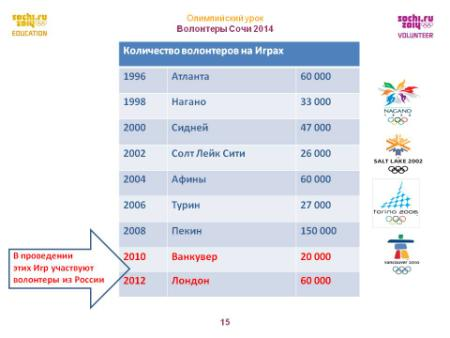 sochi.ru
2014
EDUCATION
Олимпийский урок
Волонтеры Сочи 2014
sochi.ru
2014
VOLUNTEER
Количество волонтеров на Играх
1996 Атланта 60 000
1998 Нагано 33 000
2000 Сидней 47 000
2002 Солт Лейк Сити 26 000
2004 Афины 60 000
2006 Турин 27 000
2008 Пекин 150 000
2010 Ванкувер 20 000
2012 Лондон 60 000
В проведении
этих Игр участвуют
волонтеры из России
NAGANO
1998
SALT LAKE 2002
torino 2006
vancouver 2010
15